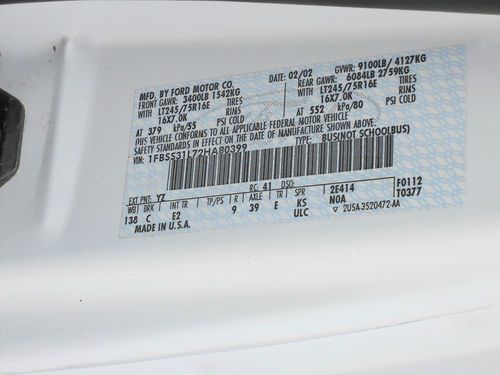 MFD. BY FORD MOTOR CO. DATE: 02/02 GVWR: 9100LB/ 4127KG
FRONT GAWR: 3400LB 1542KG REAR GAWR: 6084LB 2759KG
WITH LT245/75R16E TIRES WITH LT245/75R16E TIRES
16X7.0K RIMS 16X7.0K RIMS
AT 379 kPa/55 PSI COLD AT 552 kPa/80 PSI COLD
(THIS VEHICLE CONFORMS TO ALL APPLICABLE FEDERAL MOTOR VEHICLE
SAFETY STANDARDS IN EFFECT ON THE DATE OF MANUFACTURE SHOWN ABOVE.
VIN: 1FBSS31L72HA80399 TYPE: BUS(NOT SCHOOLBUS)
F0112
T0377
EXT PNT: YZ RC: 41 DSO: 2E414
WB BRK INT TR TP/PS R AXLE TR SPR N0A
138 C E2 9 39 E KS
ULC
MADE IN U.S.A. ▽ 2U5A-3520472-AA